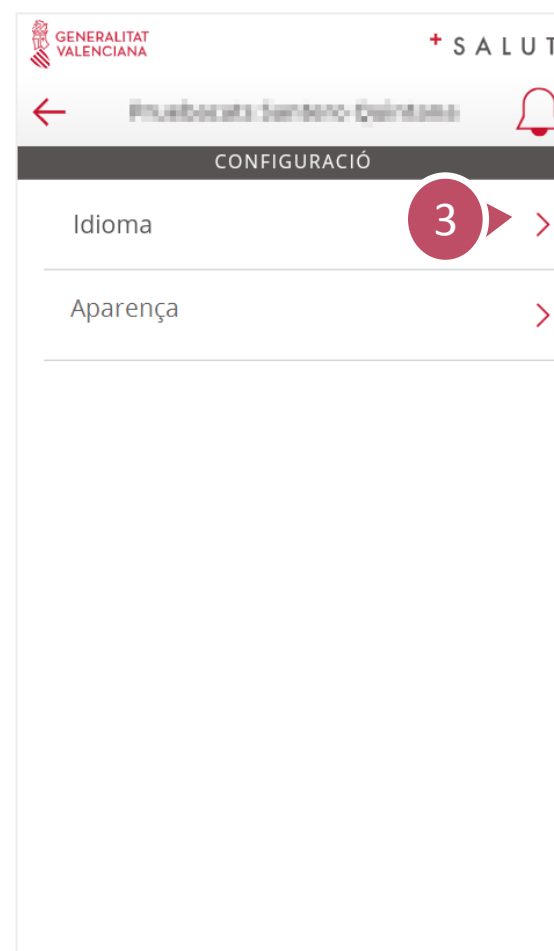 GENERALITAT
VALENCIANA
+SALUT
CONFIGURACIÓ
Idioma
3
Aparença